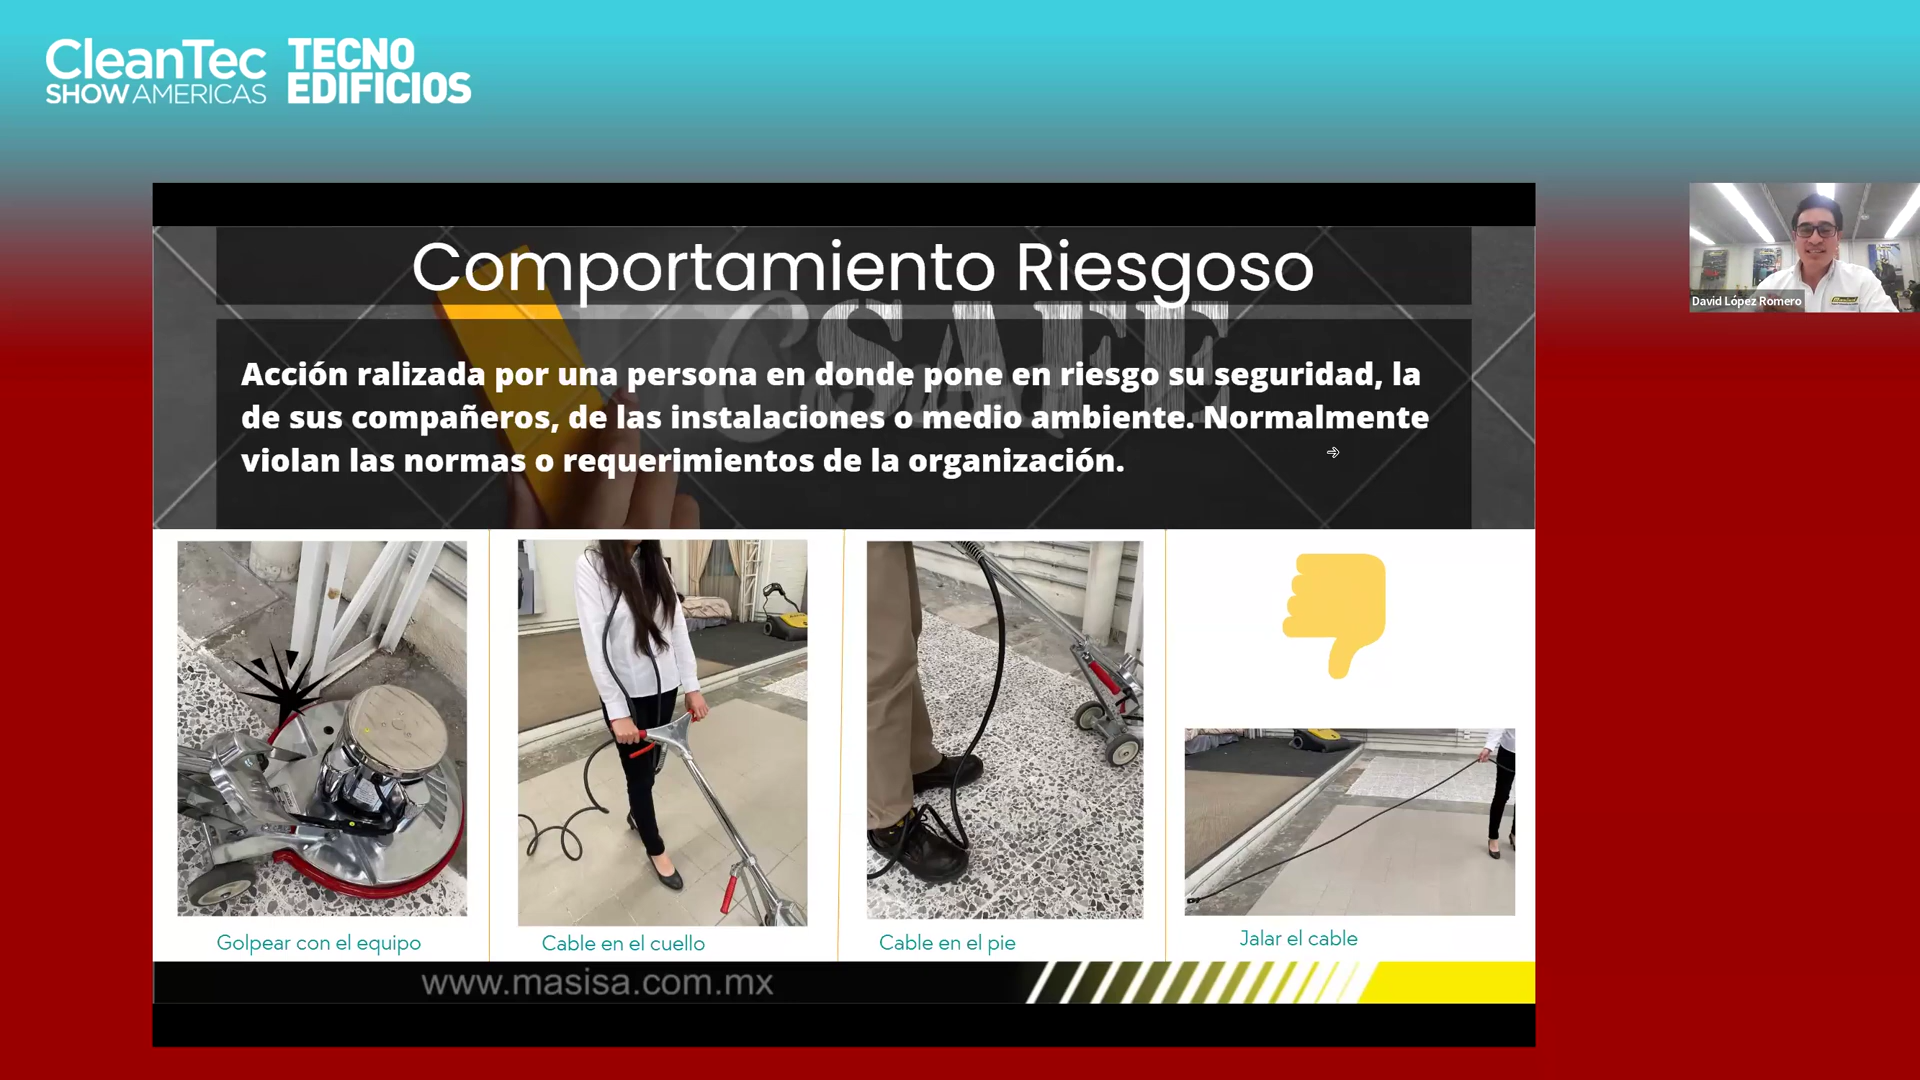 CleanTec
SHOW AMERICAS
TECNO
EDIFICIOS
Comportamiento Riesgoso
SAFE
Acción ralizada por una persona en donde pone en riesgo su seguridad, la
de sus compañeros, de las instalaciones o medio ambiente. Normalmente
violan las normas o requerimientos de la organización.
David López Romero
Golpear con el equipo
Cable en el cuello
Cable en el pie
Jalar el cable
www.masisa.com.mx